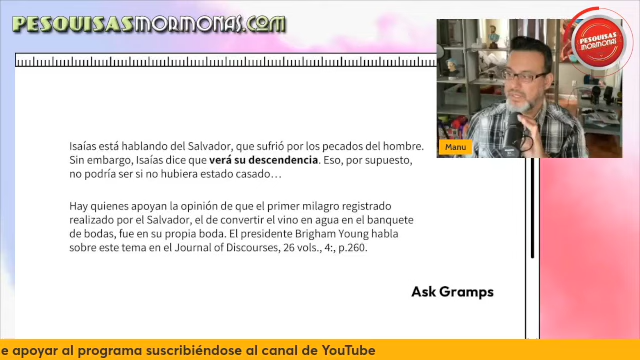 PESQUISASMORMONAS.COM
PESQUISAS
MORMONAS
Manu
Isaías está hablando del Salvador, que sufrió por los pecados del hombre.
Sin embargo, Isaías dice que verá su descendencia. Eso, por supuesto,
no podría ser si no hubiera estado casado…
Hay quienes apoyan la opinión de que el primer milagro registrado
realizado por el Salvador, el de convertir el vino en agua en el banquete
de bodas, fue en su propia boda. El presidente Brigham Young habla
sobre este tema en el Journal of Discourses, 26 vols., 4:, p.260.
Ask Gramps
e apoyar al programa suscribiéndose al canal de YouTube